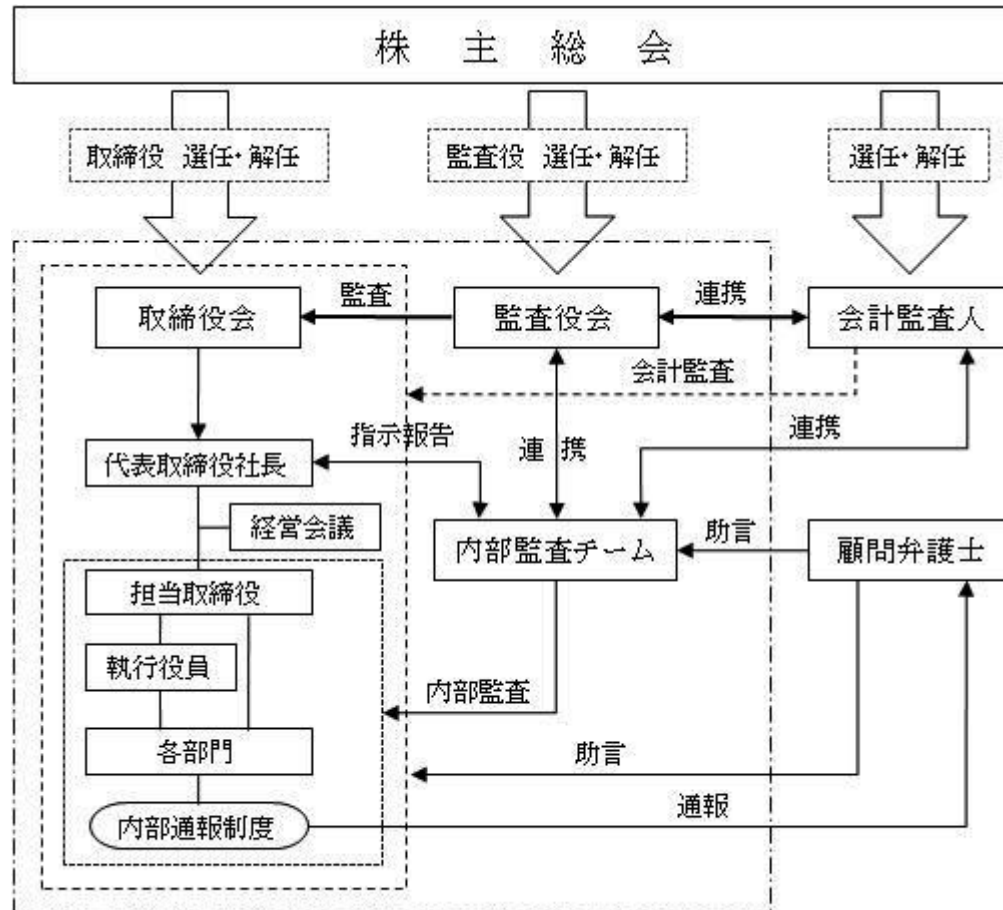 株主総会
取締役 選任・解任
監査役 選任・解任
選任・解任
取締役会
監査
監査役会
連携
会計監査人
会計監査
指示報告
連携
連携
代表取締役社長
経営会議
内部監査チーム
助言
顧問弁護士
担当取締役
執行役員
内部監査
各部門
助言
通報
内部通報制度